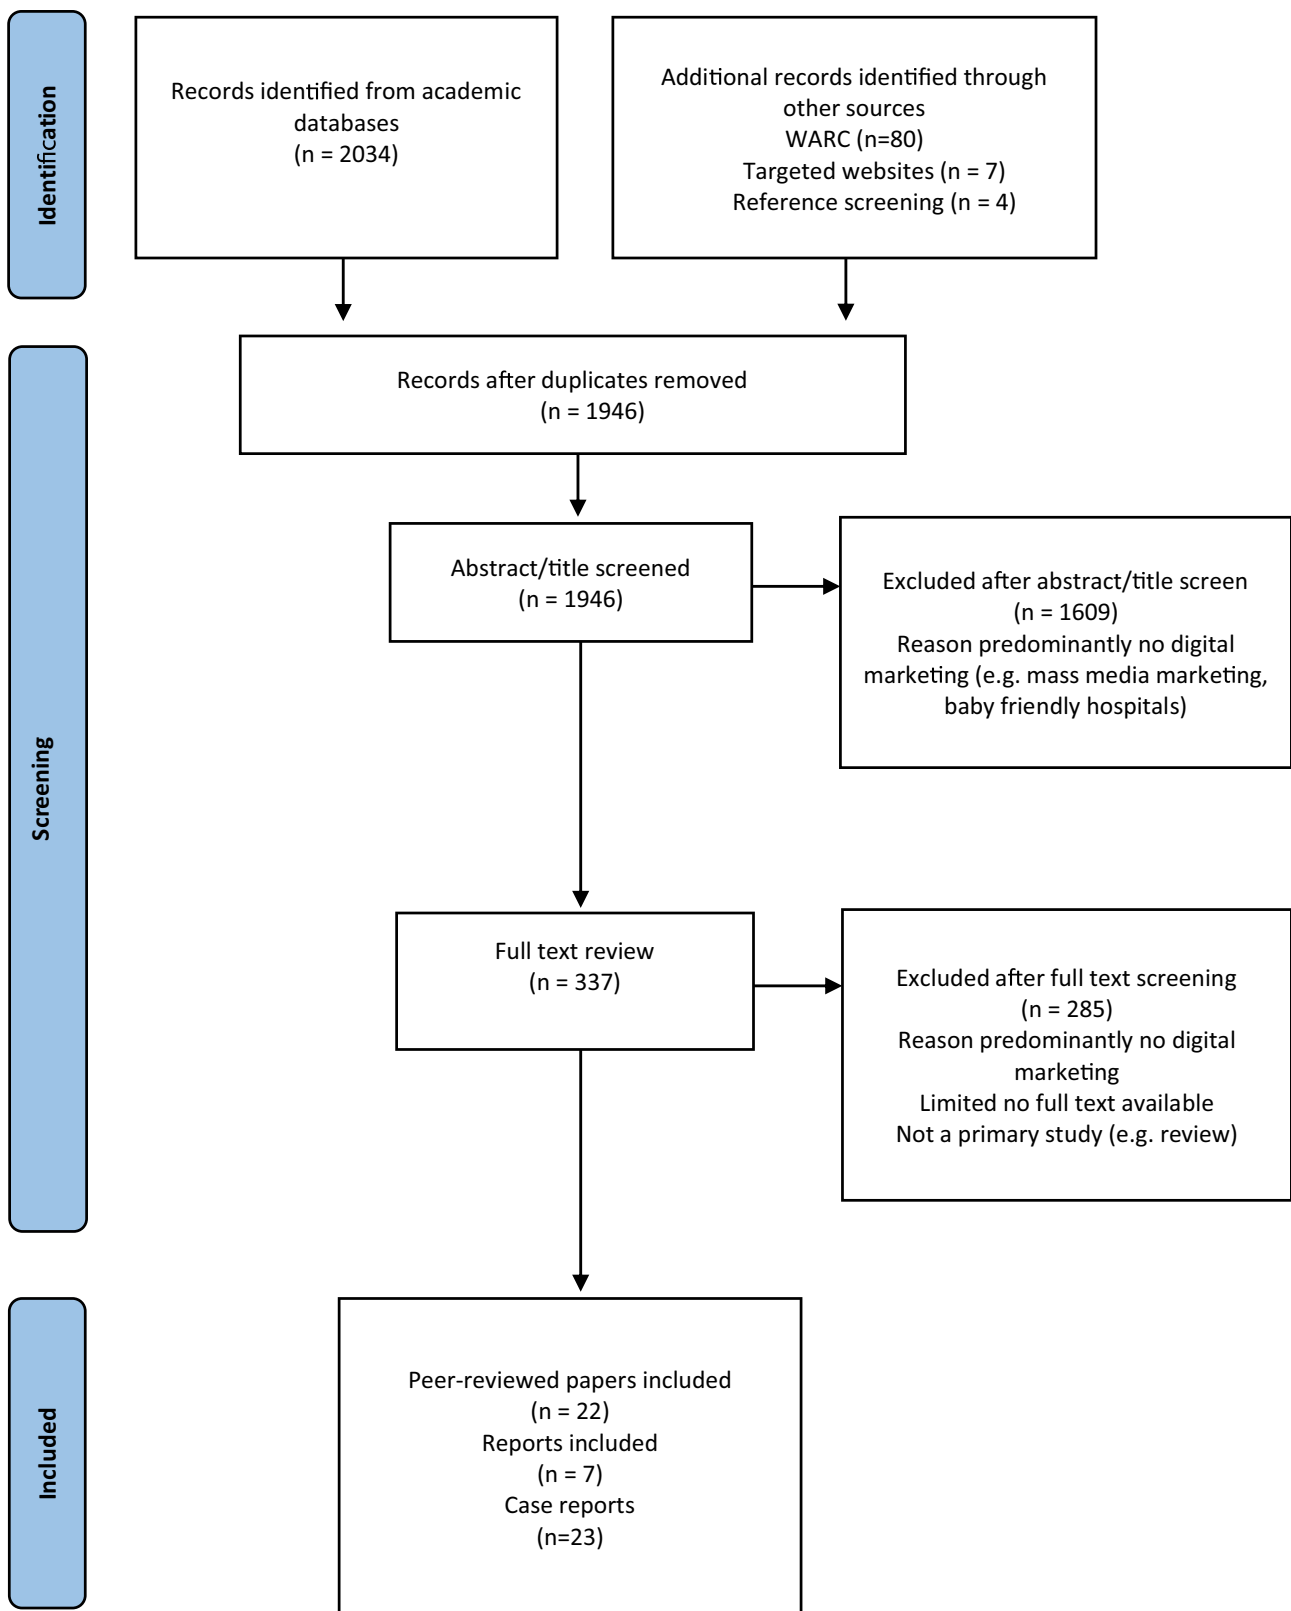 Identification
Records identified from academic
databases
(n = 2034)
Additional records identified through
other sources
WARC (n=80)
Targeted websites (n = 7)
Reference screening (n = 4)
Screening
Records after duplicates removed
(n = 1946)
Abstract/title screened
(n = 1946)
Excluded after abstract/title screen
(n = 1609)
Reason predominantly no digital
marketing (e.g. mass media marketing,
baby friendly hospitals)
Full text review
(n = 337)
Excluded after full text screening
(n = 285)
Reason predominantly no digital
marketing
Limited no full text available
Not a primary study (e.g. review)
Included
Peer-reviewed papers included
(n = 22)
Reports included
(n = 7)
Case reports
(n=23)